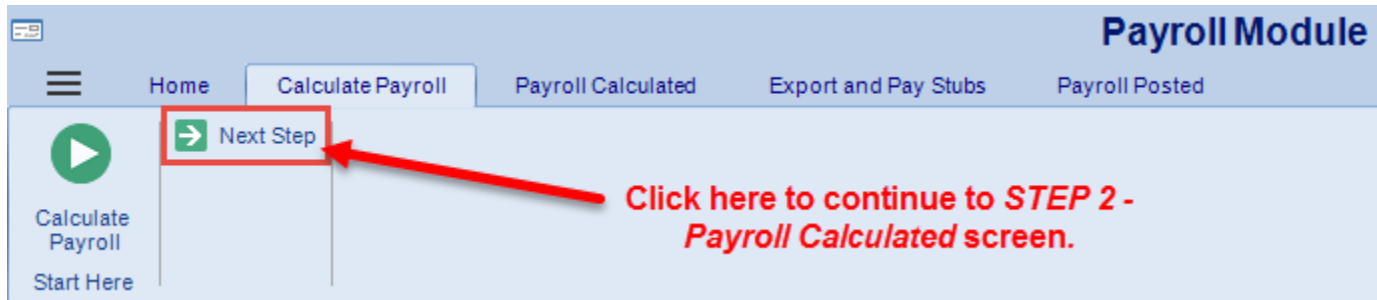 Payroll Module
Home Calculate Payroll Payroll Calculated Export and Pay Stubs Payroll Posted
Next Step
Calculate
Payroll
Start Here
Click here to continue to STEP 2 -
Payroll Calculated screen.